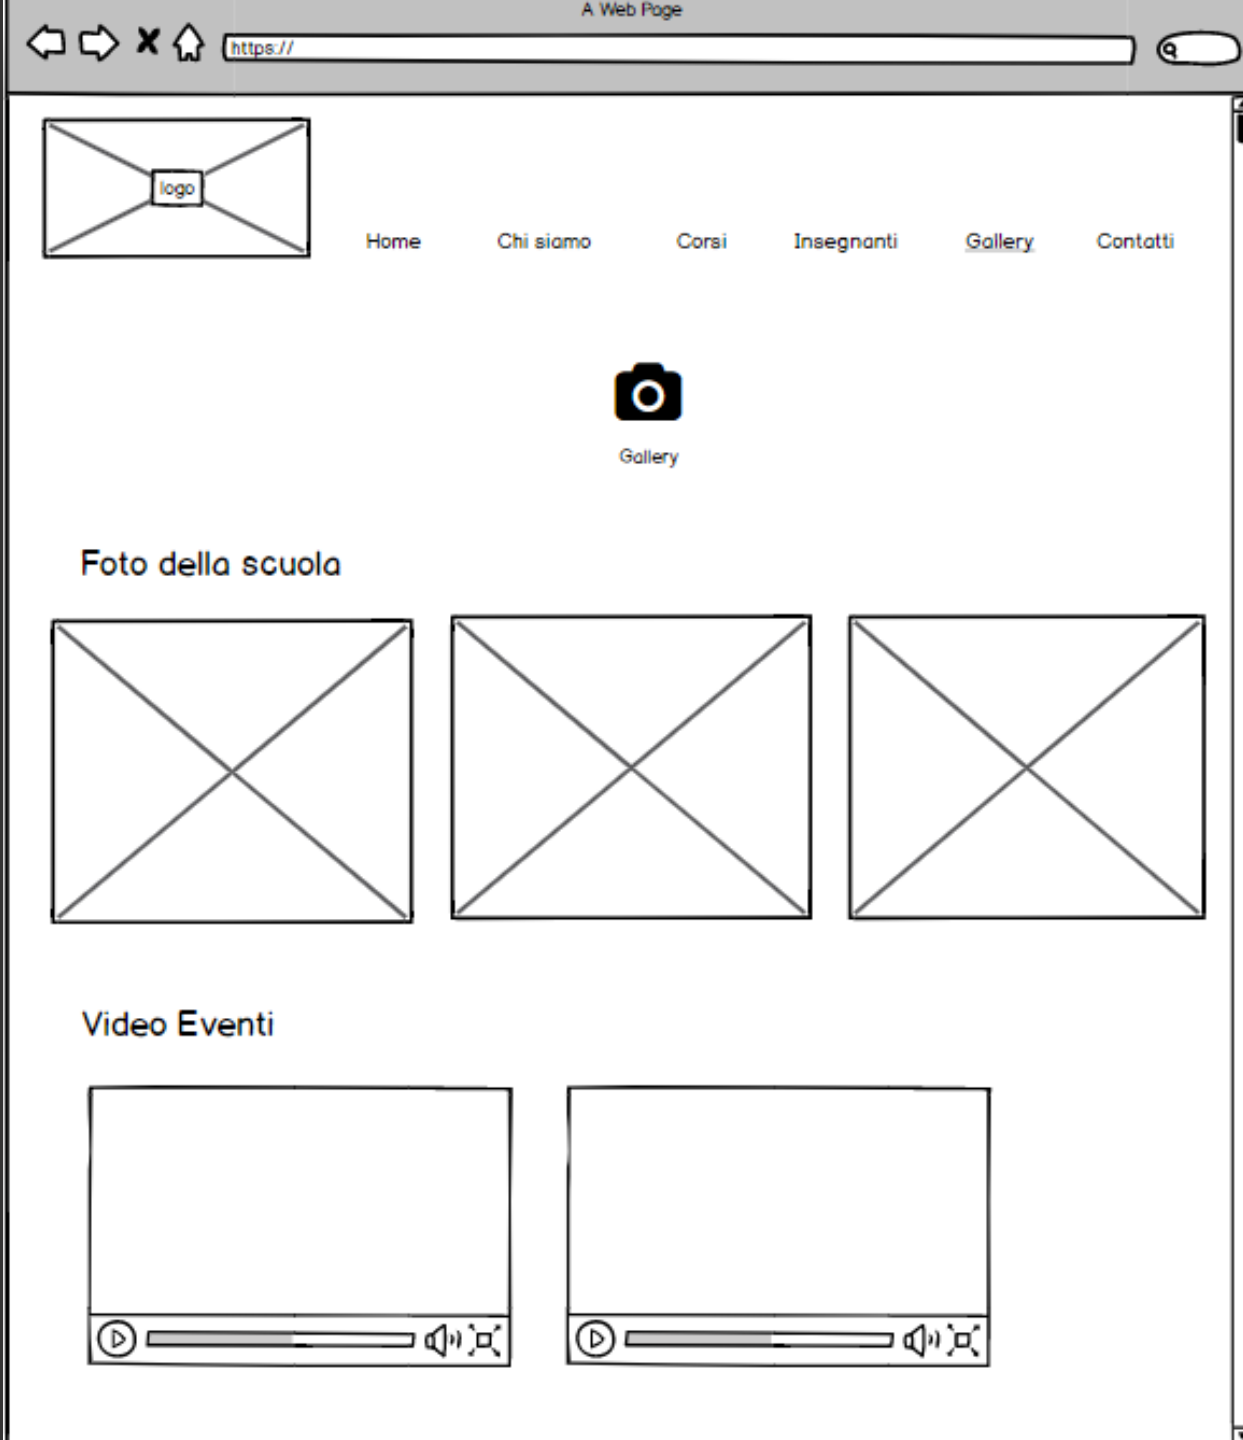 A Web Page
https://
logo
Home Chi siamo Corsi Insegnanti Gallery Contatti
Gallery
Foto della scuola
Video Eventi